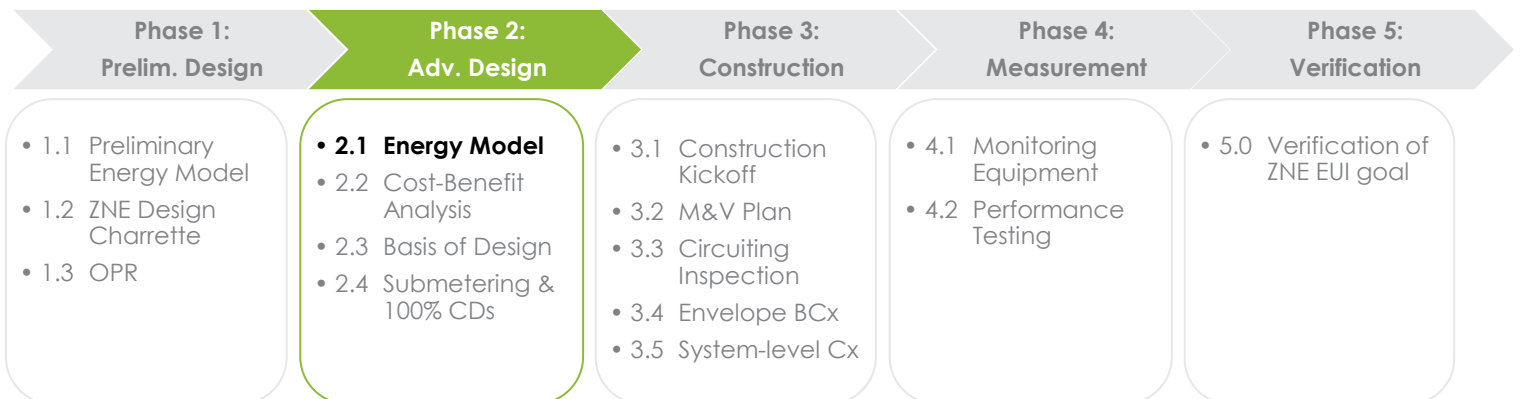 Phase 1:
Prelim. Design
Phase 2:
Adv. Design
Phase 3:
Construction
Phase 4:
Measurement
Phase 5:
Verification
• 1.1 Preliminary
Energy Model
• 1.2 ZNE Design
Charrette
• 1.3 OPR
• 2.1 Energy Model
• 2.2 Cost-Benefit
Analysis
• 2.3 Basis of Design
• 2.4 Submetering &
100% CDs
• 3.1 Construction
Kickoff
• 3.2 M&V Plan
• 3.3 Circuiting
Inspection
• 3.4 Envelope BCx
• 3.5 System-level Cx
• 4.1 Monitoring
Equipment
• 4.2 Performance
Testing
• 5.0 Verification of
ZNE EUI goal